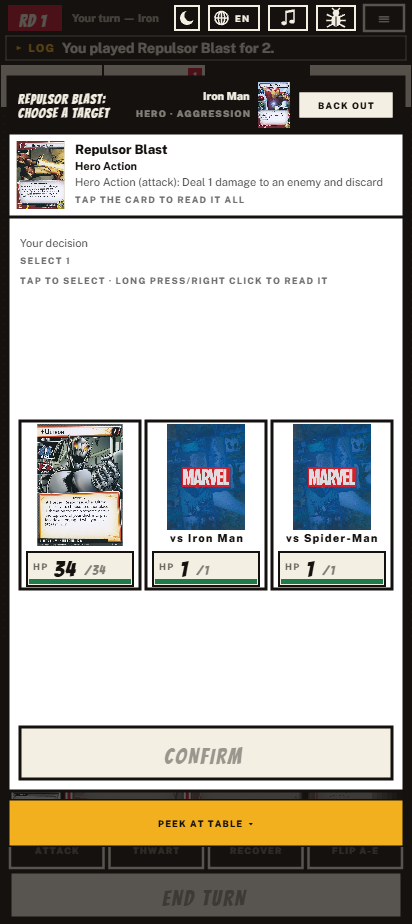 RD 1
Your turn — Iron
EN
LOG You played Repulsor Blast for 2.
REPULSOR BLAST:
CHOOSE A TARGET
Iron Man
HERO · AGGRESSION
BACK OUT
Repulsor Blast
Hero Action
Hero Action (attack): Deal 1 damage to an enemy and discard
TAP THE CARD TO READ IT ALL
Your decision
SELECT 1
TAP TO SELECT · LONG PRESS/RIGHT CLICK TO READ IT
MARVEL
MARVEL
vs Iron Man
vs Spider-Man
HP 34 /34
HP 1 /1
HP 1 /1
CONFIRM
PEEK AT TABLE
ATTACK
THWART
RECOVER
FLIP A-E
END TURN